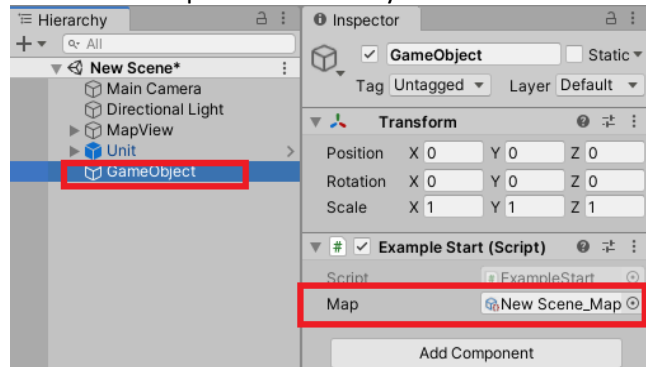 Hierarchy
All
New Scene*
Main Camera
Directional Light
MapView
Unit
GameObject
Inspector
GameObject
Static
Tag Untagged Layer Default
Transform
Position X 0 Y 0 Z 0
Rotation X 0 Y 0 Z 0
Scale X 1 Y 1 Z 1
# Example Start (Script)
Script ExampleStart
Map New Scene_Map
Add Component